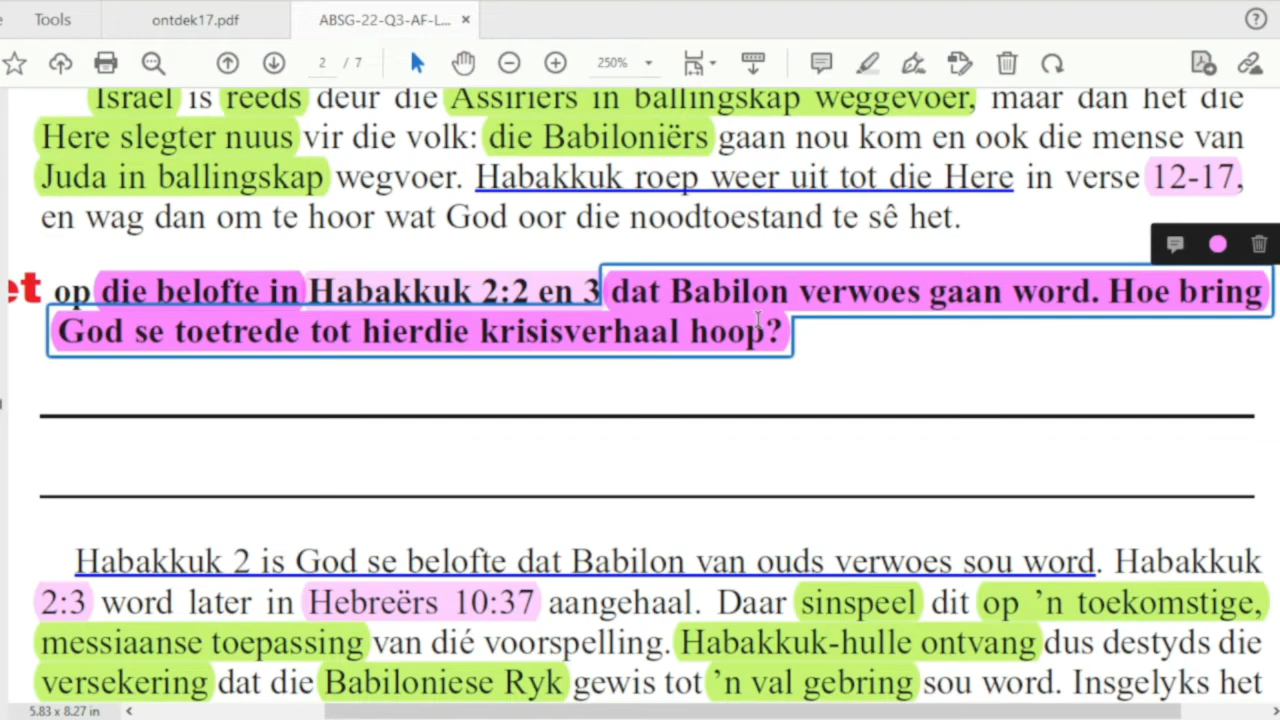 Tools
ontdek17.pdf
ABSG-22-Q3-AF-L...
2 / 7
250%
Israel is reeds deur die Assiriërs in ballingskap weggevoer, maar dan het die
Here slegter nuus vir die volk: die Babiloniërs gaan nou kom en ook die mense van
Juda in ballingskap wegvoer. Habakkuk roep weer uit tot die Here in verse 12-17,
en wag dan om te hoor wat God oor die noodtoestand te sê het.
et op die belofte in Habakkuk 2:2 en 3 dat Babilon verwoes gaan word. Hoe bring
God se toetrede tot hierdie krisisverhaal hoop?
Habakkuk 2 is God se belofte dat Babilon van ouds verwoes sou word. Habakkuk
2:3 word later in Hebreërs 10:37 aangehaal. Daar sinspeel dit op ’n toekomstige,
messiaanse toepassing van dié voorspelling. Habakkuk-hulle ontvang dus destyds die
versekering dat die Babiloniese Ryk gewis tot ’n val gebring sou word. Insgelyks het
5.83 x 8.27 in